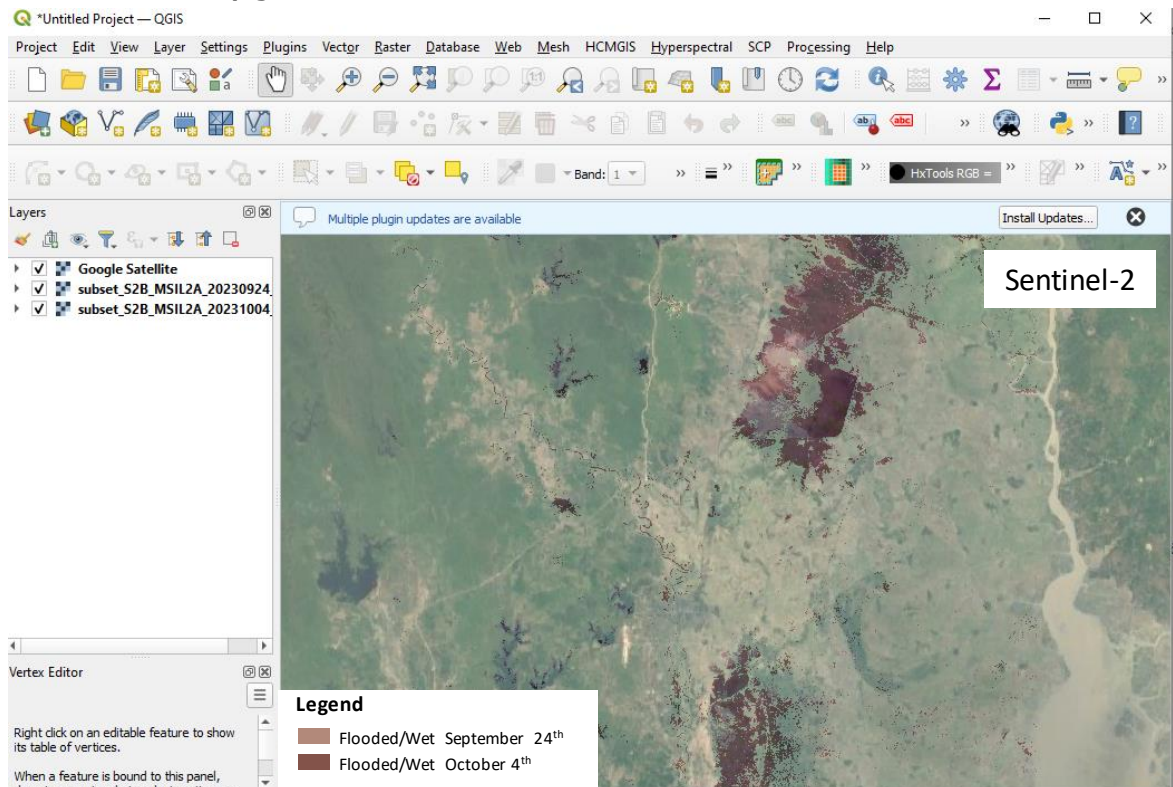 *Untitled Project — QGIS
Project Edit View Layer Settings Plugins Vector Raster Database Web Mesh HCMGIS Hyperspectral SCP Processing Help
Band: 1
HxTools RGB =
Layers
Multiple plugin updates are available
Install Updates...
Google Satellite
subset_S2B_MSIL2A_20230924_
subset_S2B_MSIL2A_20231004_
Sentinel-2
Vertex Editor
Right click on an editable feature to show
its table of vertices.
When a feature is bound to this panel,
Legend
Flooded/Wet September 24th
Flooded/Wet October 4th